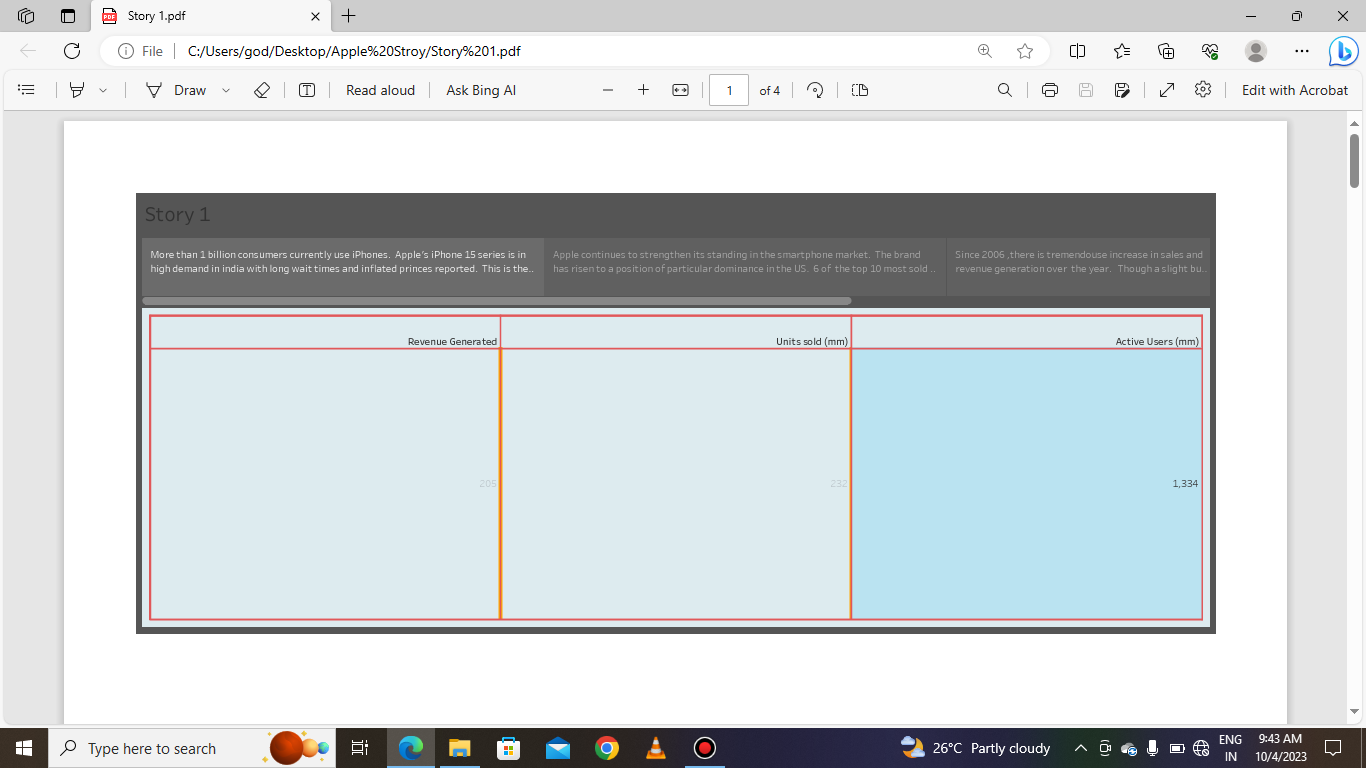 Story 1.pdf
File
C:/Users/god/Desktop/Apple%20Stroy/Story%201.pdf
Draw
Read aloud
Ask Bing AI
1
of 4
Edit with Acrobat
Story 1
More than 1 billion consumers currently use iPhones. Apple's iPhone 15 series is in
high demand in india with long wait times and inflated princes reported. This is the..
Apple continues to strengthen its standing in the smartphone market. The brand
has risen to a position of particular dominance in the US. 6 of the top 10 most sold ..
Since 2006 ,there is tremendouse increase in sales and
revenue generation over the year. Though a slight bu..
Revenue Generated
Units sold (mm)
Active Users (mm)
205
232
1,334
Type here to search
26°C Partly cloudy
ENG
IN
9:43 AM
10/4/2023